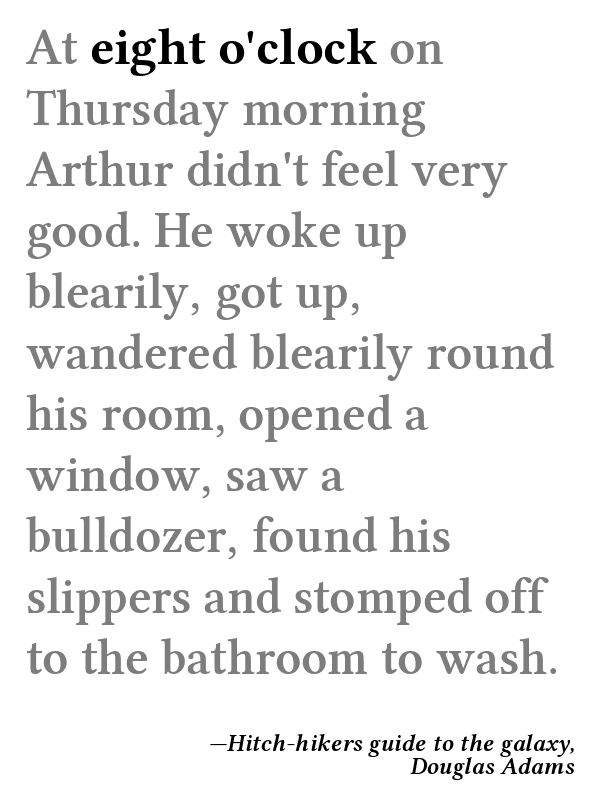 At eight o'clock on
Thursday morning
Arthur didn't feel very
good. He woke up
blearily, got up,
wandered blearily round
his room, opened a
window, saw a
bulldozer, found his
slippers and stomped off
to the bathroom to wash.
—Hitch-hikers guide to the galaxy,
Douglas Adams